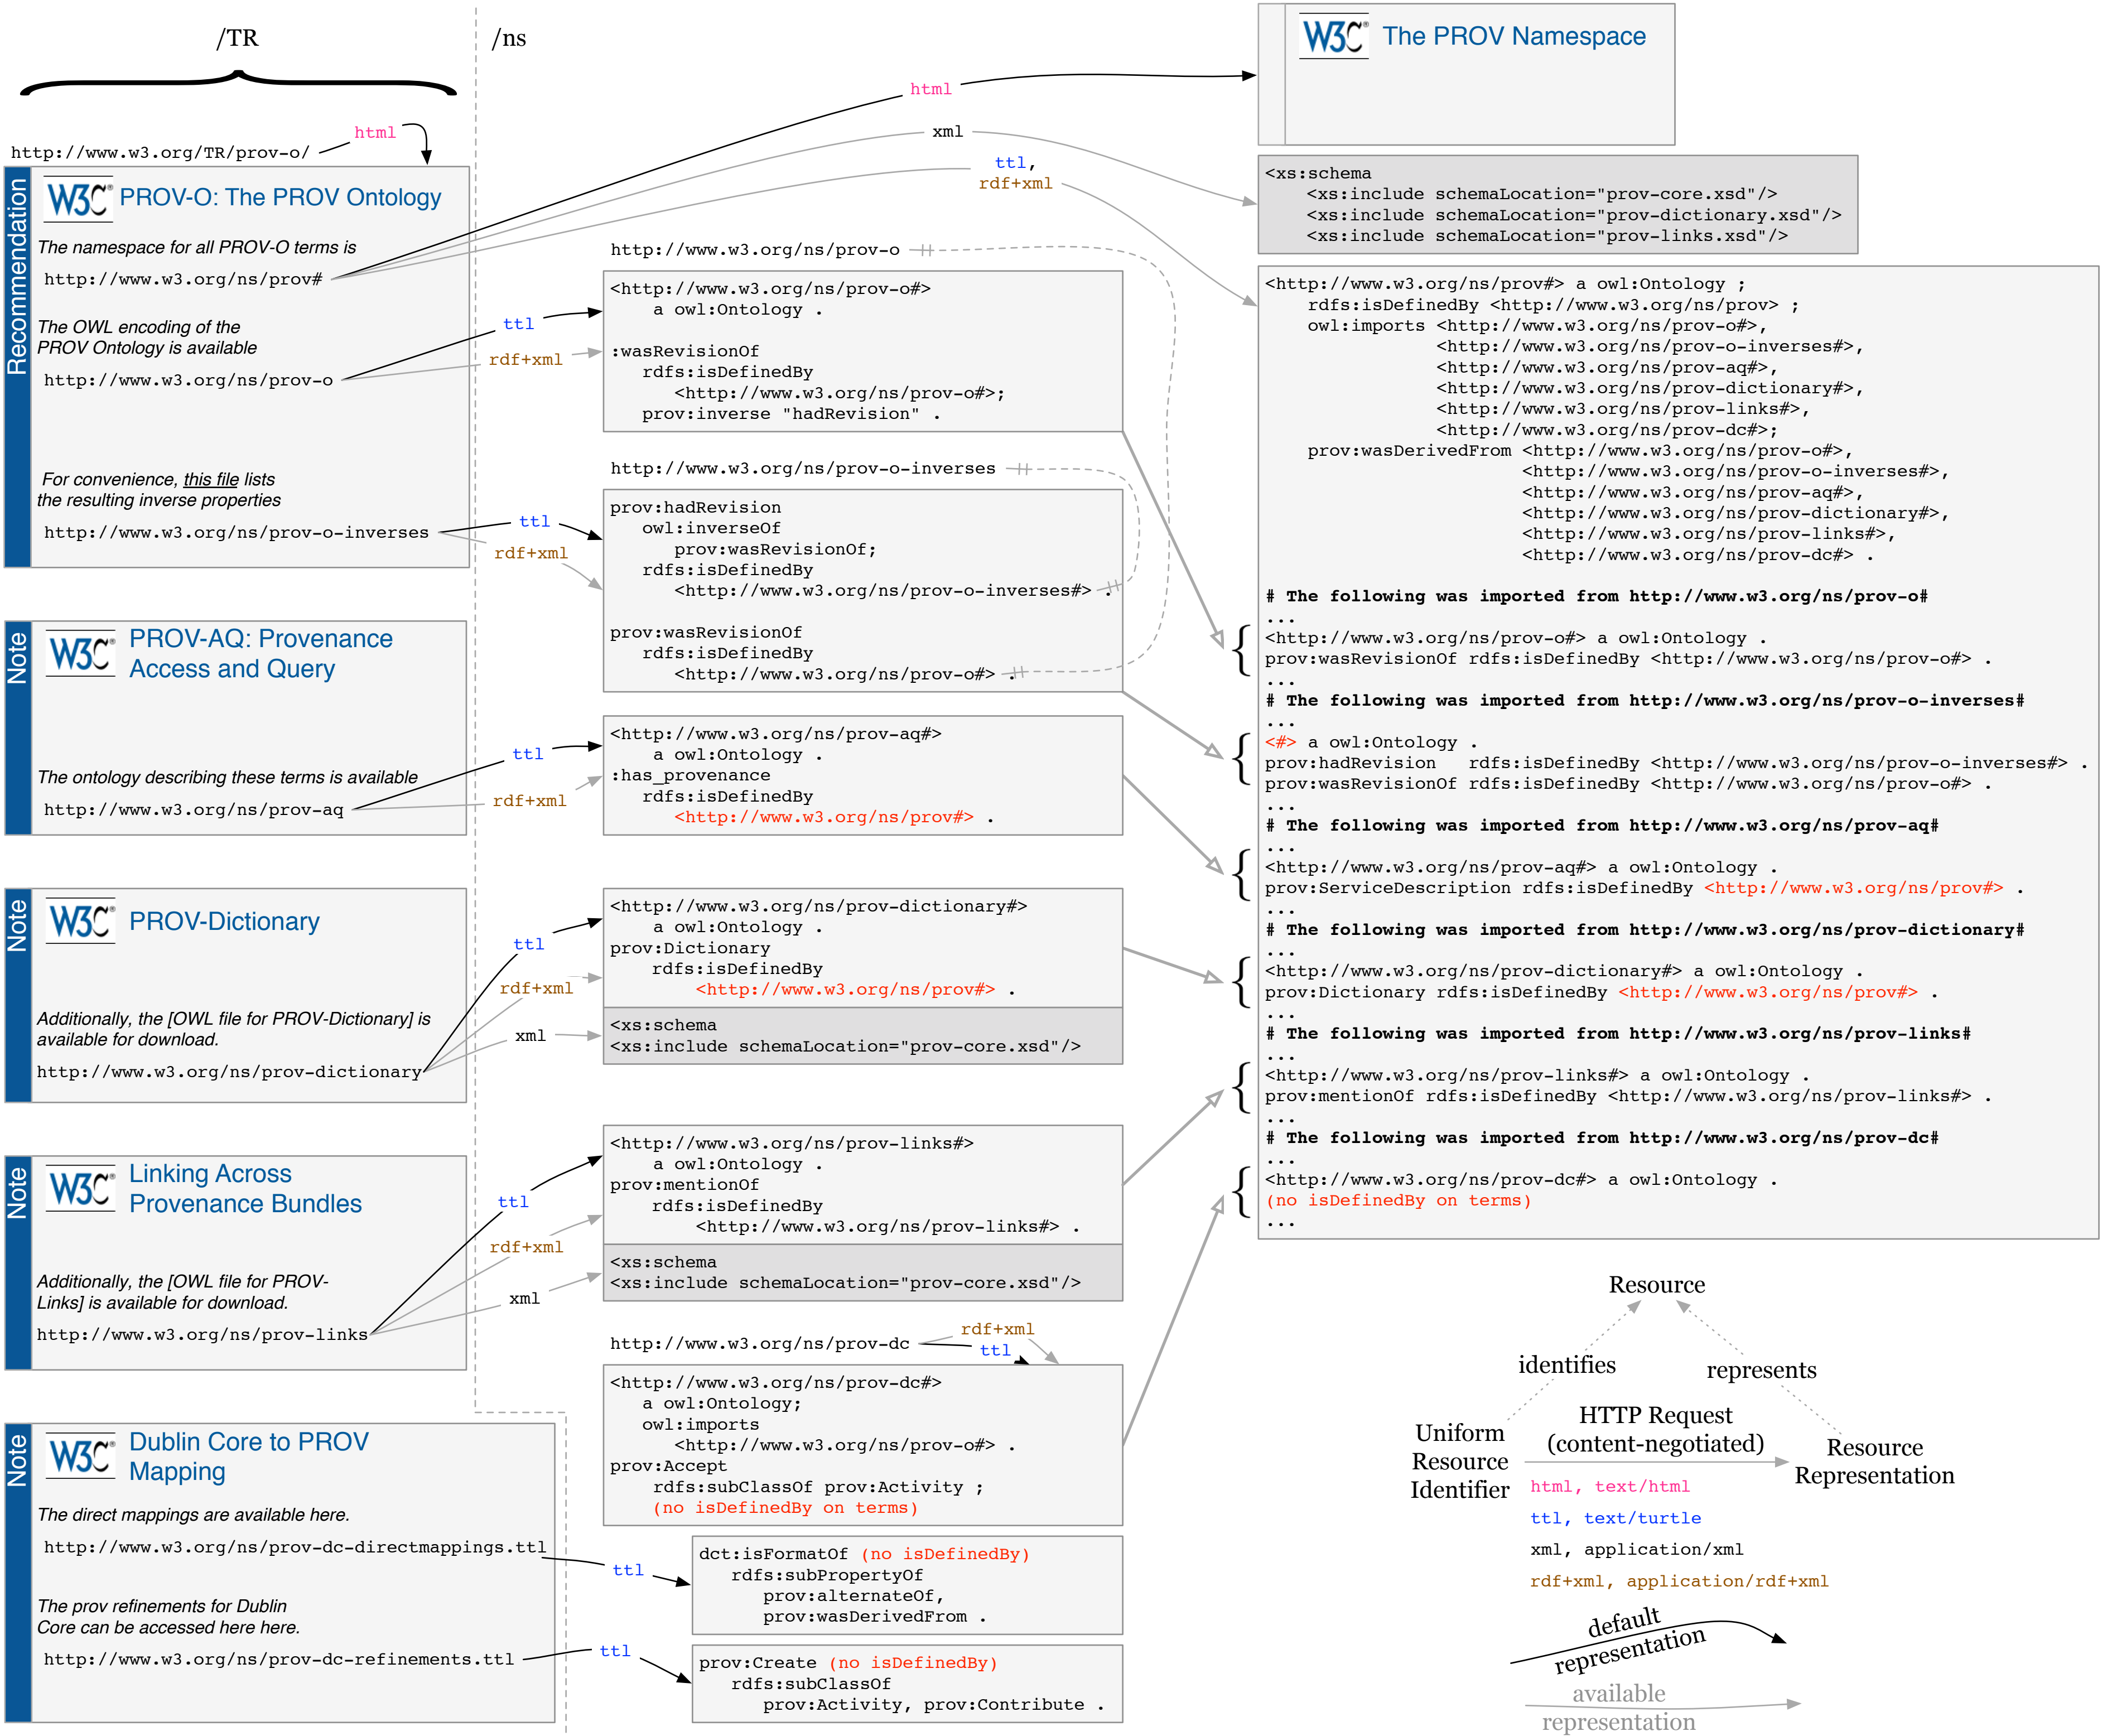 /TR
/ns
http://www.w3.org/TR/prov-o/
html
Recommendation
W3C®
PROV-O: The PROV Ontology
The namespace for all PROV-O terms is
http://www.w3.org/ns/prov#
The OWL encoding of the
PROV Ontology is available
http://www.w3.org/ns/prov-o
For convenience, this file lists
the resulting inverse properties
http://www.w3.org/ns/prov-o-inverses
Note
W3C®
PROV-AQ: Provenance
Access and Query
The ontology describing these terms is available
http://www.w3.org/ns/prov-aq
Note
W3C®
PROV-Dictionary
Additionally, the [OWL file for PROV-Dictionary] is
available for download.
http://www.w3.org/ns/prov-dictionary
Note
W3C®
Linking Across
Provenance Bundles
Additionally, the [OWL file for PROV-
Links] is available for download.
http://www.w3.org/ns/prov-links
Note
W3C®
Dublin Core to PROV
Mapping
The direct mappings are available here.
http://www.w3.org/ns/prov-dc-directmappings.ttl
The prov refinements for Dublin
Core can be accessed here here.
http://www.w3.org/ns/prov-dc-refinements.ttl
html
xml
ttl,
rdf+xml
ttl
rdf+xml
ttl
rdf+xml
ttl
rdf+xml
ttl
rdf+xml
xml
ttl
rdf+xml
xml
ttl
ttl
http://www.w3.org/ns/prov-o
<http://www.w3.org/ns/prov-o#>
a owl:Ontology .
:wasRevisionOf
rdfs:isDefinedBy
<http://www.w3.org/ns/prov-o#>;
prov:inverse "hadRevision" .
http://www.w3.org/ns/prov-o-inverses
prov:hadRevision
owl:inverseOf
prov:wasRevisionOf;
rdfs:isDefinedBy
<http://www.w3.org/ns/prov-o-inverses#> .
prov:wasRevisionOf
rdfs:isDefinedBy
<http://www.w3.org/ns/prov-o#> .
<http://www.w3.org/ns/prov-aq#>
a owl:Ontology .
:has_provenance
rdfs:isDefinedBy
<http://www.w3.org/ns/prov#> .
<http://www.w3.org/ns/prov-dictionary#>
a owl:Ontology .
prov:Dictionary
rdfs:isDefinedBy
<http://www.w3.org/ns/prov#> .
<xs:schema
<xs:include schemaLocation="prov-core.xsd"/>
<http://www.w3.org/ns/prov-links#>
a owl:Ontology .
prov:mentionOf
rdfs:isDefinedBy
<http://www.w3.org/ns/prov-links#> .
<xs:schema
<xs:include schemaLocation="prov-core.xsd"/>
http://www.w3.org/ns/prov-dc
rdf+xml
ttl
<http://www.w3.org/ns/prov-dc#>
a owl:Ontology;
owl:imports
<http://www.w3.org/ns/prov-o#> .
prov:Accept
rdfs:subClassOf prov:Activity ;
(no isDefinedBy on terms)
dct:isFormatOf (no isDefinedBy)
rdfs:subPropertyOf
prov:alternateOf,
prov:wasDerivedFrom .
prov:Create (no isDefinedBy)
rdfs:subClassOf
prov:Activity, prov:Contribute .
W3C®
The PROV Namespace
<xs:schema
<xs:include schemaLocation="prov-core.xsd"/>
<xs:include schemaLocation="prov-dictionary.xsd"/>
<xs:include schemaLocation="prov-links.xsd"/>
<http://www.w3.org/ns/prov#> a owl:Ontology ;
rdfs:isDefinedBy <http://www.w3.org/ns/prov> ;
owl:imports <http://www.w3.org/ns/prov-o#>,
<http://www.w3.org/ns/prov-o-inverses#>,
<http://www.w3.org/ns/prov-aq#>,
<http://www.w3.org/ns/prov-dictionary#>,
<http://www.w3.org/ns/prov-links#>,
<http://www.w3.org/ns/prov-dc#>;
prov:wasDerivedFrom <http://www.w3.org/ns/prov-o#>,
<http://www.w3.org/ns/prov-o-inverses#>,
<http://www.w3.org/ns/prov-aq#>,
<http://www.w3.org/ns/prov-dictionary#>,
<http://www.w3.org/ns/prov-links#>,
<http://www.w3.org/ns/prov-dc#> .
# The following was imported from http://www.w3.org/ns/prov-o#
...
<http://www.w3.org/ns/prov-o#> a owl:Ontology .
prov:wasRevisionOf rdfs:isDefinedBy <http://www.w3.org/ns/prov-o#> .
...
# The following was imported from http://www.w3.org/ns/prov-o-inverses#
...
<#> a owl:Ontology .
prov:hadRevision rdfs:isDefinedBy <http://www.w3.org/ns/prov-o-inverses#> .
prov:wasRevisionOf rdfs:isDefinedBy <http://www.w3.org/ns/prov-o#> .
...
# The following was imported from http://www.w3.org/ns/prov-aq#
...
<http://www.w3.org/ns/prov-aq#> a owl:Ontology .
prov:ServiceDescription rdfs:isDefinedBy <http://www.w3.org/ns/prov#> .
...
# The following was imported from http://www.w3.org/ns/prov-dictionary#
...
<http://www.w3.org/ns/prov-dictionary#> a owl:Ontology .
prov:Dictionary rdfs:isDefinedBy <http://www.w3.org/ns/prov#> .
...
# The following was imported from http://www.w3.org/ns/prov-links#
...
<http://www.w3.org/ns/prov-links#> a owl:Ontology .
prov:mentionOf rdfs:isDefinedBy <http://www.w3.org/ns/prov-links#> .
...
# The following was imported from http://www.w3.org/ns/prov-dc#
...
<http://www.w3.org/ns/prov-dc#> a owl:Ontology .
(no isDefinedBy on terms)
...
Resource
identifies
represents
Uniform
Resource
Identifier
HTTP Request
(content-negotiated)
Resource
Representation
html, text/html
ttl, text/turtle
xml, application/xml
rdf+xml, application/rdf+xml
default
representation
available
representation